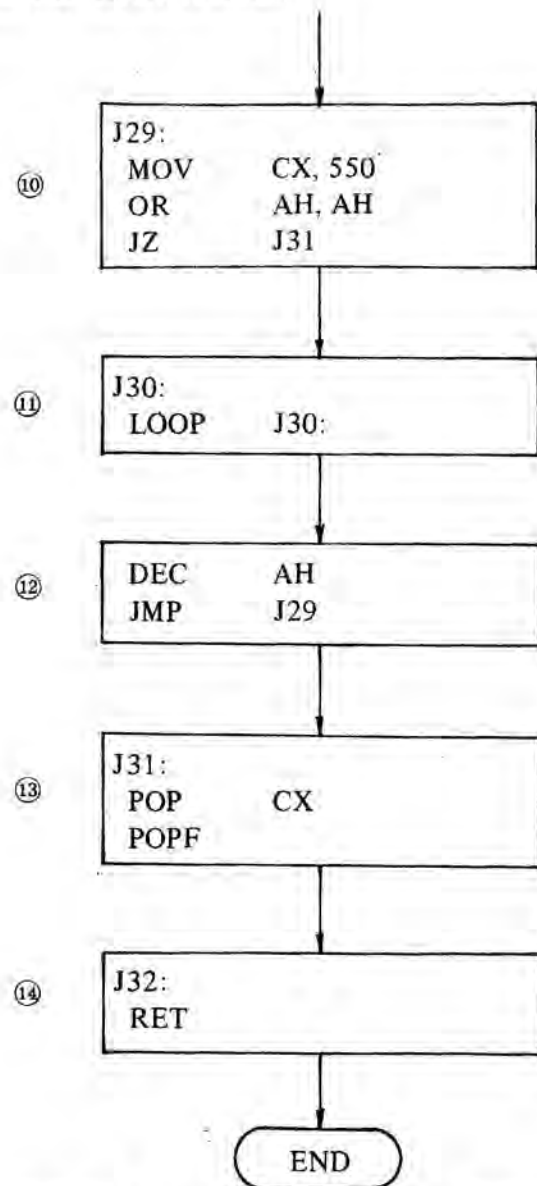 ⑩
J29:
MOV CX, 550
OR AH, AH
JZ J31
⑪
J30:
LOOP J30:
⑫
DEC AH
JMP J29
⑬
J31:
POP CX
POPF
⑭
J32:
RET
END